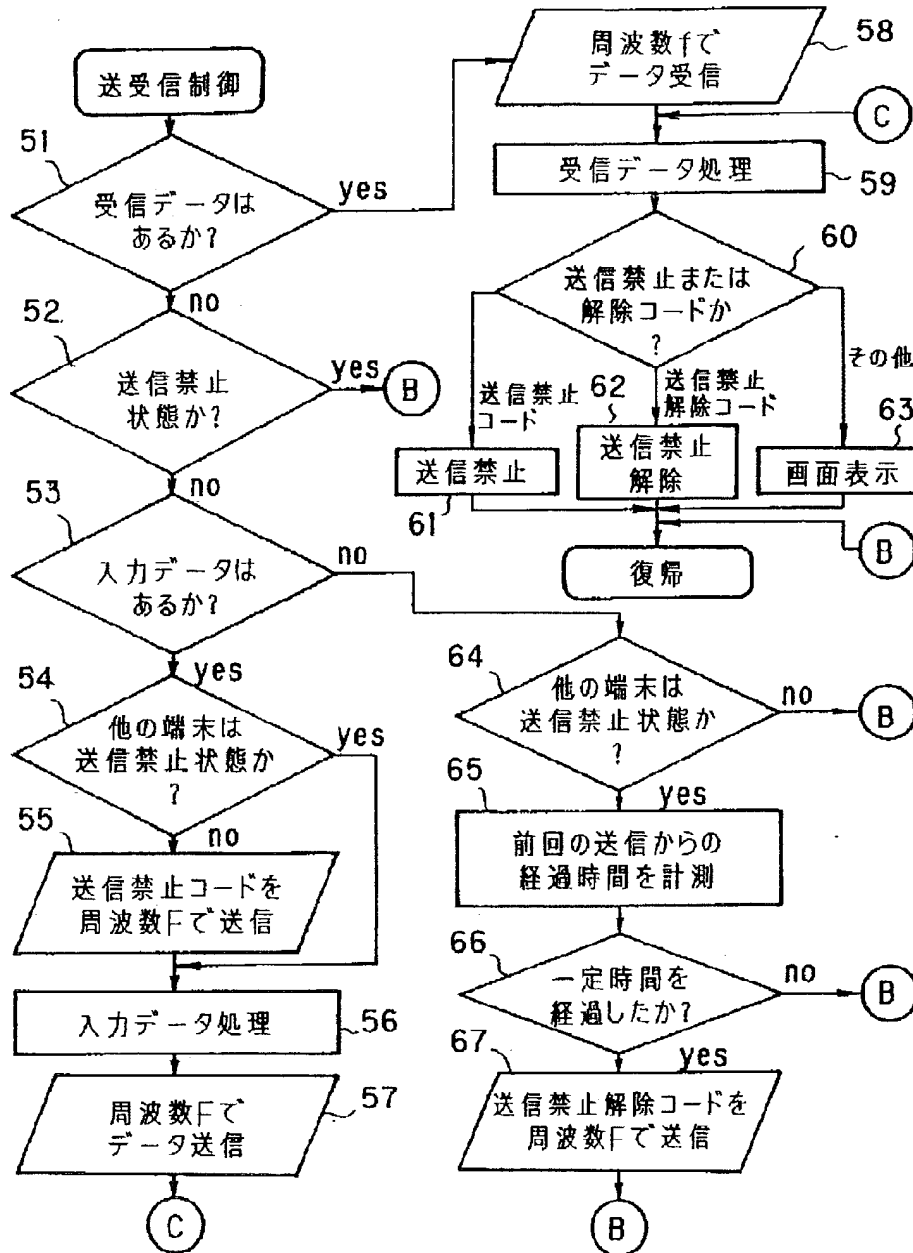 送受信制御
51
受信データは
あるか?
yes
no
52
送信禁止
状態か?
yes
B
no
53
入力データは
あるか?
no
yes
54
他の端末は
送信禁止状態か
?
yes
no
55
送信禁止コードを
周波数Fで送信
入力データ処理
56
周波数Fで
データ送信
57
C
周波数fで
データ受信
58
C
受信データ処理
59
60
送信禁止または
解除コードか
?
送信禁止
コード
送信禁止
解除コード
その他
送信禁止
61
62
送信禁止
解除
63
画面表示
B
復帰
64
他の端末は
送信禁止状態か
?
no
B
yes
65
前回の送信からの
経過時間を計測
66
一定時間を
経過したか?
no
B
yes
67
送信禁止解除コードを
周波数Fで送信
B